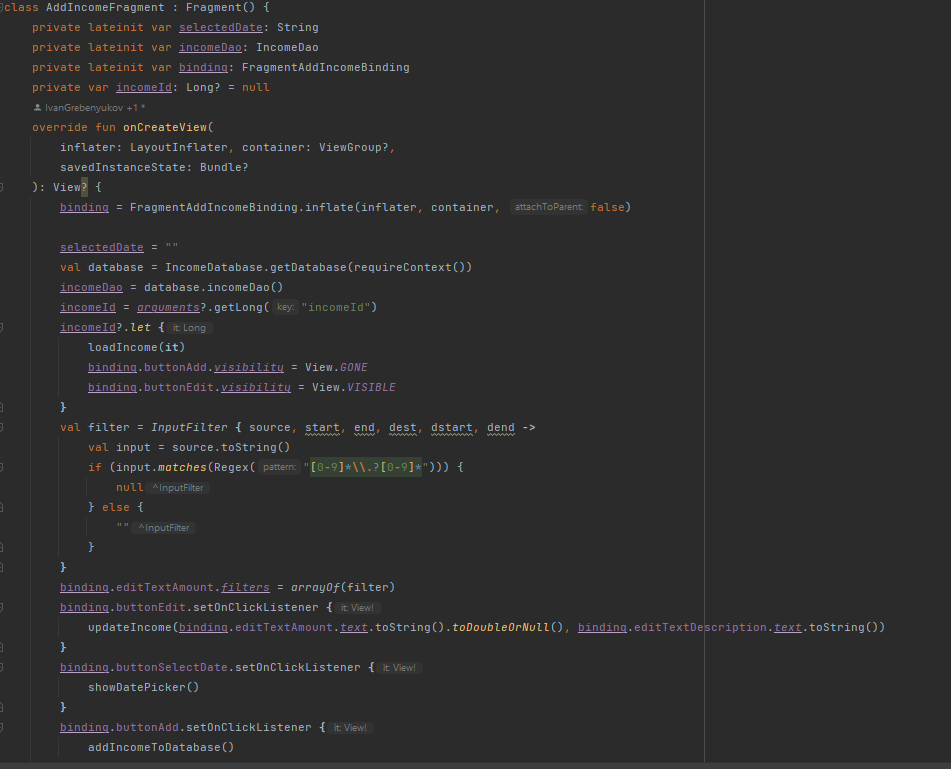 class AddIncomeFragment : Fragment() {
    private lateinit var selectedDate: String
    private lateinit var incomeDao: IncomeDao
    private lateinit var binding: FragmentAddIncomeBinding
    private var incomeId: Long? = null
    IvanGrebenyukov +1 *
    override fun onCreateView(
        inflater: LayoutInflater, container: ViewGroup?,
        savedInstanceState: Bundle?
    ): View? {
        binding = FragmentAddIncomeBinding.inflate(inflater, container, attachToParent: false)
        selectedDate = ""
        val database = IncomeDatabase.getDatabase(requireContext())
        incomeDao = database.incomeDao()
        incomeId = arguments?.getLong( key: "incomeId")
        incomeId?.let { it: Long
            loadIncome(it)
            binding.buttonAdd.visibility = View.GONE
            binding.buttonEdit.visibility = View.VISIBLE
        }
        val filter = InputFilter { source, start, end, dest, dstart, dend ->
            val input = source.toString()
            if (input.matches(Regex( pattern: "[0-9]*\\.?[0-9]*"))) {
                null ^InputFilter
            } else {
                "" ^InputFilter
            }
        }
        binding.editTextAmount.filters = arrayOf(filter)
        binding.buttonEdit.setOnClickListener { it: View!
            updateIncome(binding.editTextAmount.text.toString().toDoubleOrNull(), binding.editTextDescription.text.toString())
        }
        binding.buttonSelectDate.setOnClickListener { it: View!
            showDatePicker()
        }
        binding.buttonAdd.setOnClickListener { it: View!
            addIncomeToDatabase()